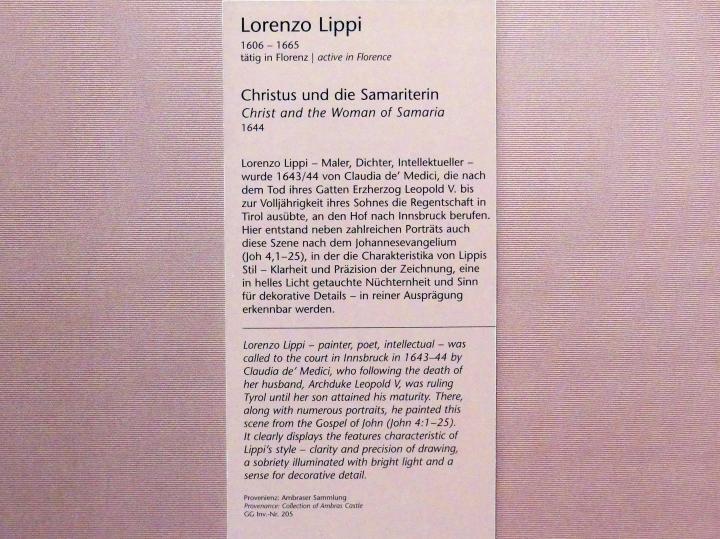 Lorenzo Lippi
1606 – 1665
tätig in Florenz | active in Florence
Christus und die Samariterin
Christ and the Woman of Samaria
1644
Lorenzo Lippi – Maler, Dichter, Intellektueller –
wurde 1643/44 von Claudia de’ Medici, die nach
dem Tod ihres Gatten Erzherzog Leopold V. bis
zur Volljährigkeit ihres Sohnes die Regentschaft in
Tirol ausübte, an den Hof nach Innsbruck berufen.
Hier entstand neben zahlreichen Porträts auch
diese Szene nach dem Johannesevangelium
(Joh 4,1–25), in der die Charakteristika von Lippis
Stil – Klarheit und Präzision der Zeichnung, eine
in helles Licht getauchte Nüchternheit und Sinn
für dekorative Details – in reiner Ausprägung
erkennbar werden.
Lorenzo Lippi – painter, poet, intellectual – was
called to the court in Innsbruck in 1643–44 by
Claudia de’ Medici, who following the death of
her husband, Archduke Leopold V, was ruling
Tyrol until her son attained his maturity. There,
along with numerous portraits, he painted this
scene from the Gospel of John (John 4:1–25).
It clearly displays the features characteristic of
Lippi’s style – clarity and precision of drawing,
a sobriety illuminated with bright light and a
sense for decorative detail.
Provenienz: Ambraser Sammlung
Provenance: Collection of Ambras Castle
GG Inv.-Nr. 205